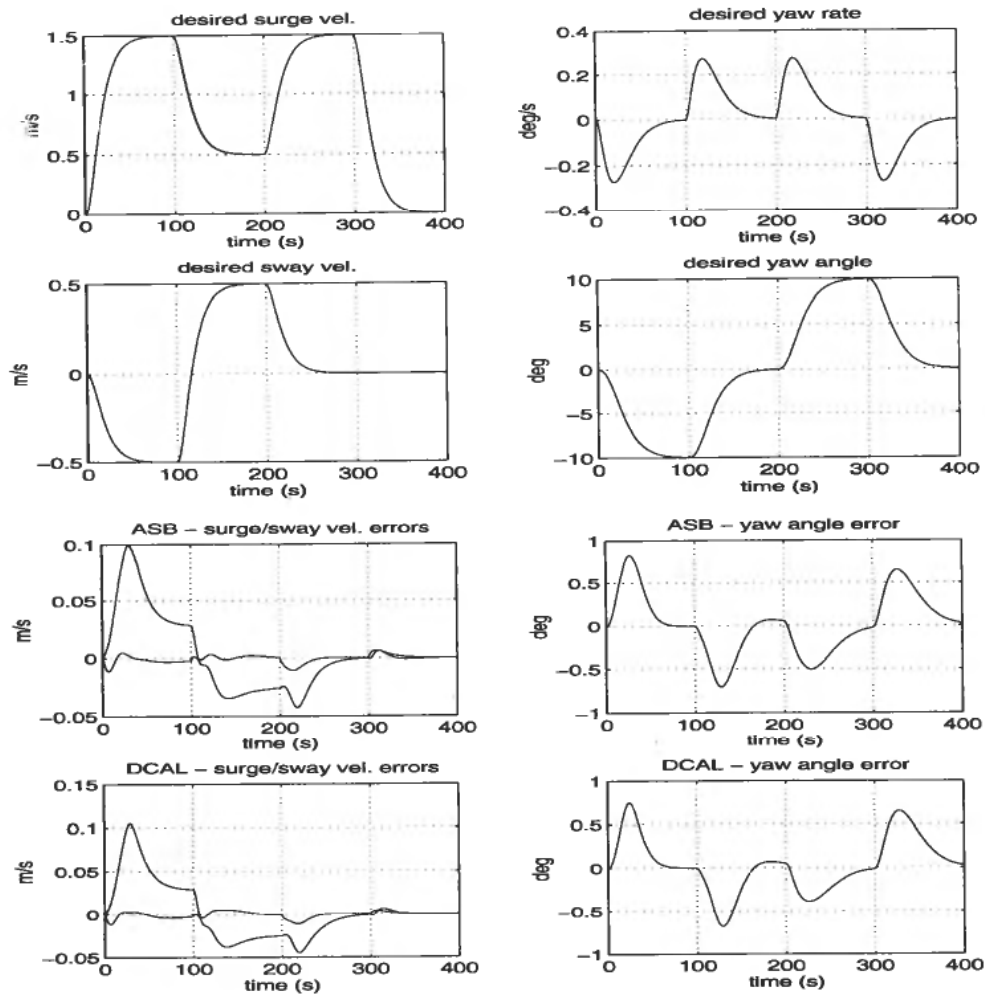 desired surge vel.
1.5
1
0.5
0
m/s
0 100 200 300 400
time (s)
desired yaw rate
0.4
0.2
0
−0.2
−0.4
deg/s
0 100 200 300 400
time (s)
desired sway vel.
0.5
0
−0.5
m/s
0 100 200 300 400
time (s)
desired yaw angle
10
5
0
−5
−10
deg
0 100 200 300 400
time (s)
ASB − surge/sway vel. errors
0.1
0.05
0
−0.05
m/s
0 100 200 300 400
time (s)
ASB − yaw angle error
1
0.5
0
−0.5
−1
deg
0 100 200 300 400
time (s)
DCAL − surge/sway vel. errors
0.15
0.1
0.05
0
−0.05
m/s
0 100 200 300 400
time (s)
DCAL − yaw angle error
1
0.5
0
−0.5
−1
deg
0 100 200 300 400
time (s)